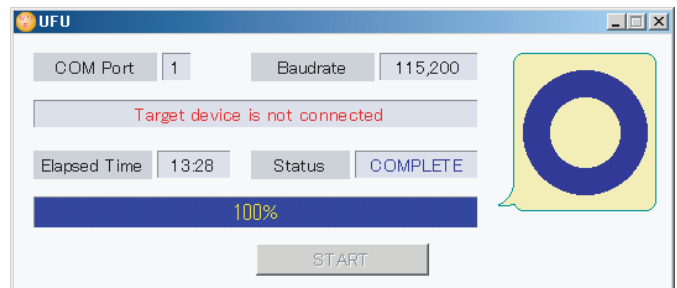 UFU
COM Port 1 Baudrate 115,200
Target device is not connected
Elapsed Time 13:28 Status COMPLETE
100%
START